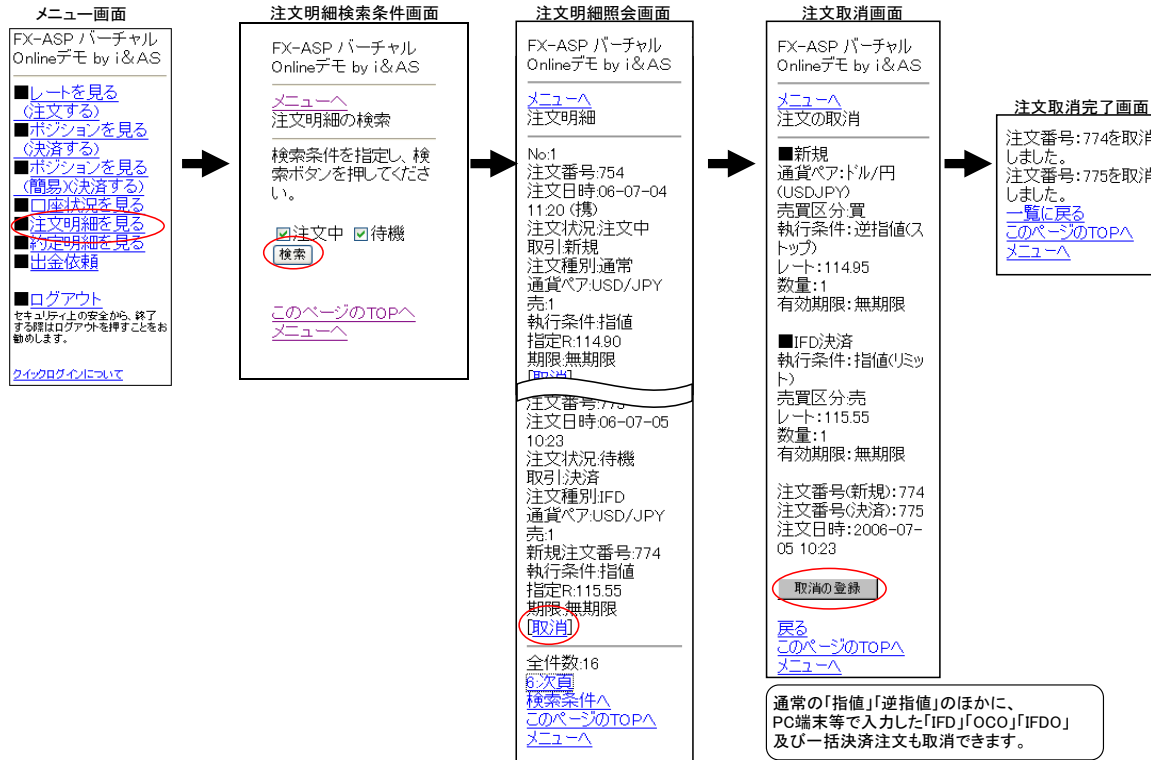 メニュー画面
FX-ASP バーチャル
Onlineデモ by i&AS
■レートを見る
(注文する)
■ポジションを見る
(決済する)
■ポジションを見る
(簡易)(決済する)
■口座状況を見る
■注文明細を見る
■約定明細を見る
■出金依頼
■ログアウト
セキュリティ上の安全から、終了
する際はログアウトを押すことをお
勧めします。
クイックログインについて
注文明細検索条件画面
FX-ASP バーチャル
Onlineデモ by i&AS
メニューへ
注文明細の検索
検索条件を指定し、検
索ボタンを押してくださ
い。
注文中 待機
検索
このページのTOPへ
メニューへ
注文明細照会画面
FX-ASP バーチャル
Onlineデモ by i&AS
メニューへ
注文明細
No:1
注文番号:754
注文日時:06-07-04
11:20 (携)
注文状況:注文中
取引:新規
注文種別:通常
通貨ペア:USD/JPY
売:1
執行条件:指値
指定R:114.90
期限:無期限
[取消]
注文番号:775
注文日時:06-07-05
10:23
注文状況:待機
取引:決済
注文種別:IFD
通貨ペア:USD/JPY
売:1
新規注文番号:774
執行条件:指値
指定R:115.55
期限:無期限
[取消]
全件数:16
6:次頁
検索条件へ
このページのTOPへ
メニューへ
注文取消画面
FX-ASP バーチャル
Onlineデモ by i&AS
メニューへ
注文の取消
■新規
通貨ペア:ドル/円
(USDJPY)
売買区分:買
執行条件:逆指値(ス
トップ)
レート:114.95
数量:1
有効期限:無期限
■IFD決済
執行条件:指値(リミッ
ト)
売買区分:売
レート:115.55
数量:1
有効期限:無期限
注文番号(新規):774
注文番号(決済):775
注文日時:2006-07-
05 10:23
取消の登録
戻る
このページのTOPへ
メニューへ
通常の「指値」「逆指値」のほかに、
PC端末等で入力した「IFD」「OCO」「IFDO」
及び一括決済注文も取消できます。
注文取消完了画面
注文番号:774を取消
しました。
注文番号:775を取消
しました。
一覧に戻る
このページのTOPへ
メニューへ